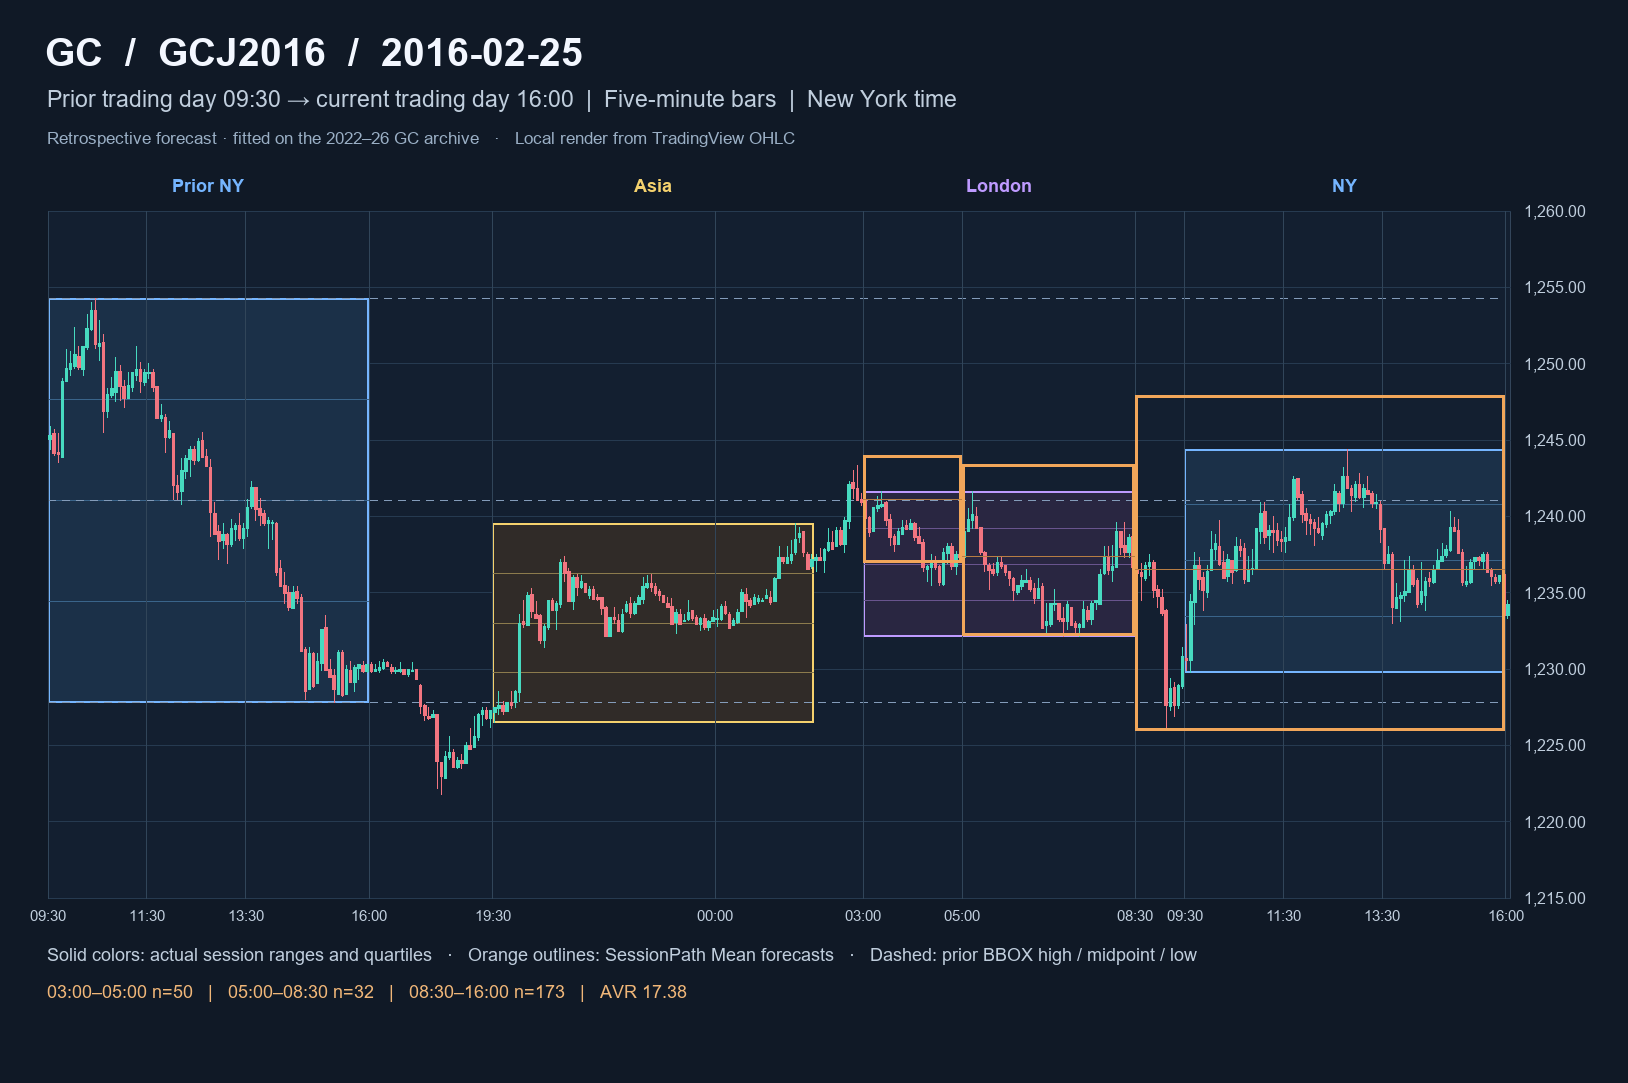 GC / GCJ2016 / 2016-02-25
Prior trading day 09:30 → current trading day 16:00 | Five-minute bars | New York time
Retrospective forecast · fitted on the 2022–26 GC archive · Local render from TradingView OHLC
Prior NY Asia London NY
1,260.00
1,255.00
1,250.00
1,245.00
1,240.00
1,235.00
1,230.00
1,225.00
1,220.00
1,215.00
09:30 11:30 13:30 16:00 19:30 00:00 03:00 05:00 08:30 09:30 11:30 13:30 16:00
Solid colors: actual session ranges and quartiles · Orange outlines: SessionPath Mean forecasts · Dashed: prior BBOX high / midpoint / low
03:00–05:00 n=50 | 05:00–08:30 n=32 | 08:30–16:00 n=173 | AVR 17.38